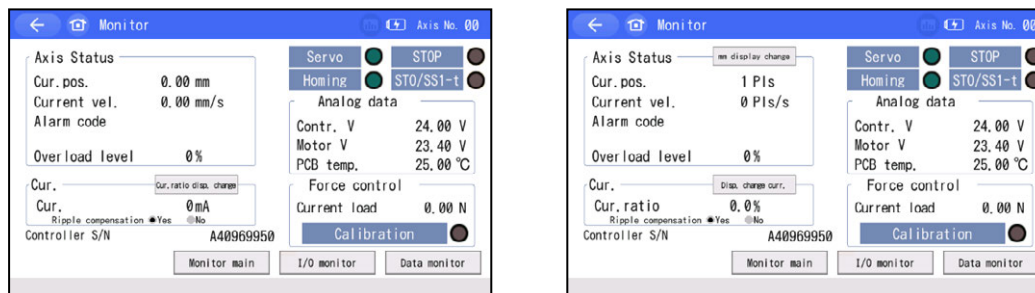 Monitor
Axis No. 00
Axis Status
Cur.pos. 0.00 mm
Current vel. 0.00 mm/s
Alarm code
Overload level 0%
Cur.
Cur.ratio disp. change
Cur. 0mA
Ripple compensation Yes No
Controller S/N A40969950
Servo STOP
Homing STO/SS1-t
Analog data
Contr. V 24.00 V
Motor V 23.40 V
PCB temp. 25.00 ℃
Force control
Current load 0.00 N
Calibration
Monitor main I/O monitor Data monitor
Monitor
Axis No. 00
Axis Status
mm display change
Cur.pos. 1 Pls
Current vel. 0 Pls/s
Alarm code
Overload level 0%
Cur.
Disp. change curr.
Cur.ratio 0.0%
Ripple compensation Yes No
Controller S/N A40969950
Servo STOP
Homing STO/SS1-t
Analog data
Contr. V 24.00 V
Motor V 23.40 V
PCB temp. 25.00 ℃
Force control
Current load 0.00 N
Calibration
Monitor main I/O monitor Data monitor